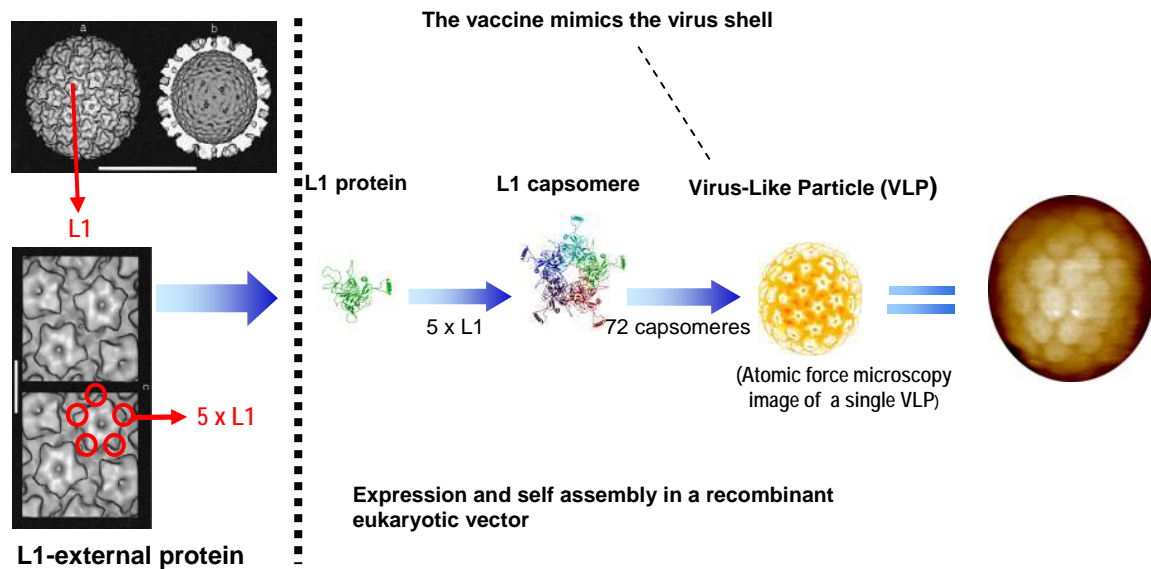 The vaccine mimics the virus shell
a
b
L1
L1 protein
L1 capsomere
Virus-Like Particle (VLP)
5 x L1
72 capsomeres
(Atomic force microscopy
image of a single VLP)
c
5 x L1
Expression and self assembly in a recombinant
eukaryotic vector
L1-external protein